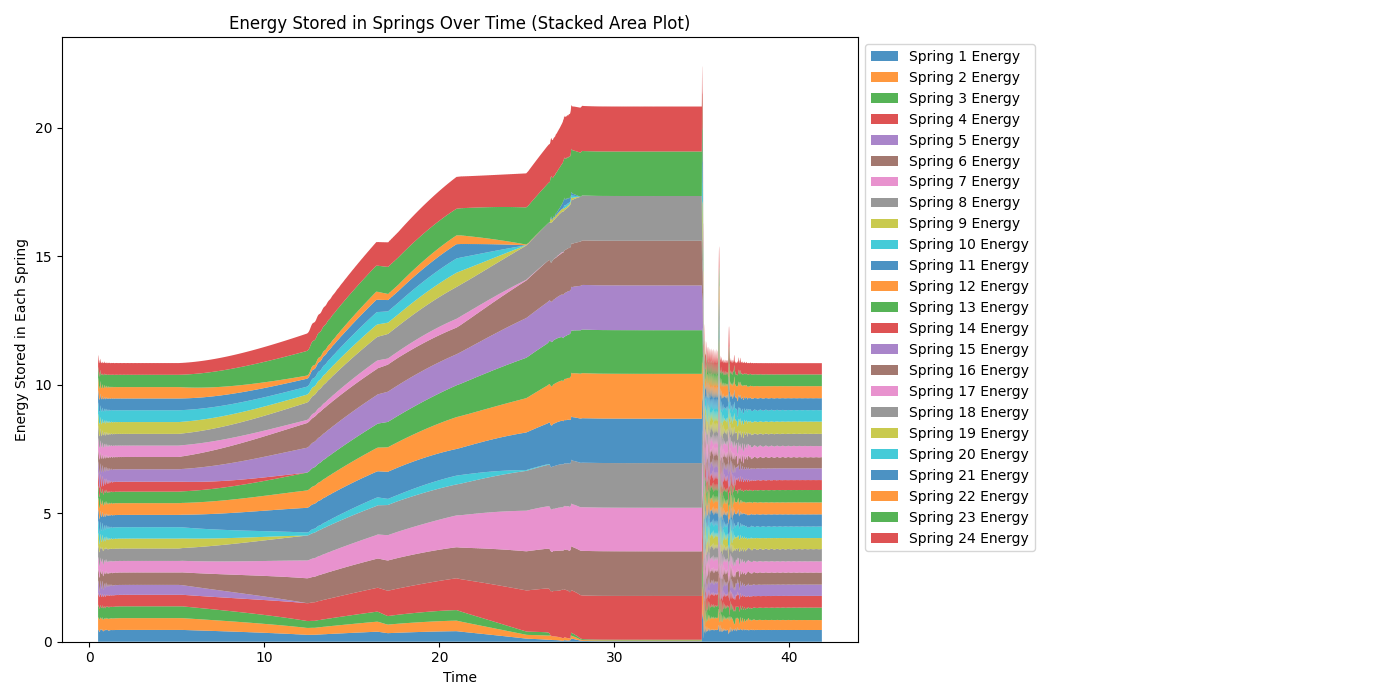 Energy Stored in Springs Over Time (Stacked Area Plot)
Energy Stored in Each Spring
20
15
10
5
0
0 10 20 30 40
Time
Spring 1 Energy
Spring 2 Energy
Spring 3 Energy
Spring 4 Energy
Spring 5 Energy
Spring 6 Energy
Spring 7 Energy
Spring 8 Energy
Spring 9 Energy
Spring 10 Energy
Spring 11 Energy
Spring 12 Energy
Spring 13 Energy
Spring 14 Energy
Spring 15 Energy
Spring 16 Energy
Spring 17 Energy
Spring 18 Energy
Spring 19 Energy
Spring 20 Energy
Spring 21 Energy
Spring 22 Energy
Spring 23 Energy
Spring 24 Energy